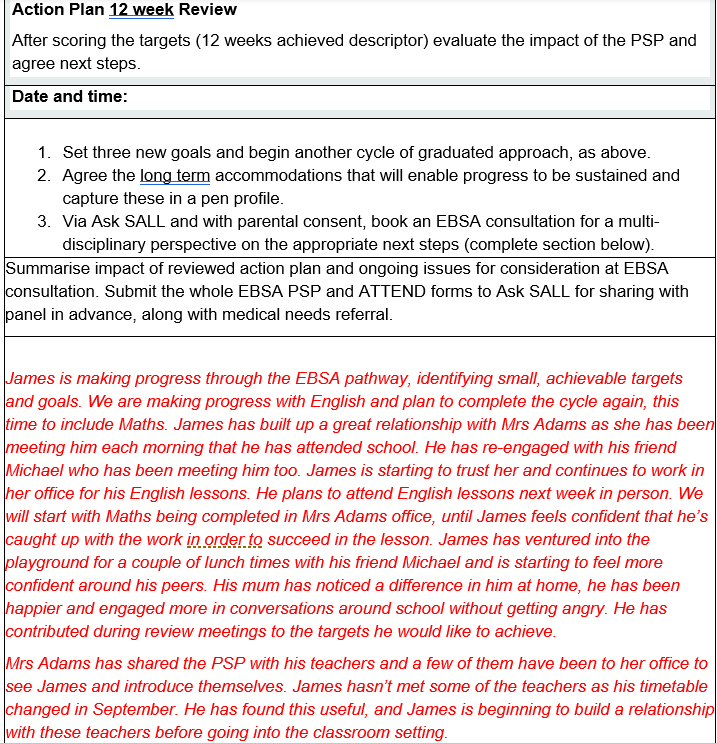 Action Plan 12 week Review
After scoring the targets (12 weeks achieved descriptor) evaluate the impact of the PSP and
agree next steps.
Date and time:
1. Set three new goals and begin another cycle of graduated approach, as above.
2. Agree the long term accommodations that will enable progress to be sustained and
capture these in a pen profile.
3. Via Ask SALL and with parental consent, book an EBSA consultation for a multi-
disciplinary perspective on the appropriate next steps (complete section below).
Summarise impact of reviewed action plan and ongoing issues for consideration at EBSA
consultation. Submit the whole EBSA PSP and ATTEND forms to Ask SALL for sharing with
panel in advance, along with medical needs referral.
James is making progress through the EBSA pathway, identifying small, achievable targets
and goals. We are making progress with English and plan to complete the cycle again, this
time to include Maths. James has built up a great relationship with Mrs Adams as she has been
meeting him each morning that he has attended school. He has re-engaged with his friend
Michael who has been meeting him too. James is starting to trust her and continues to work in
her office for his English lessons. He plans to attend English lessons next week in person. We
will start with Maths being completed in Mrs Adams office, until James feels confident that he's
caught up with the work in order to succeed in the lesson. James has ventured into the
playground for a couple of lunch times with his friend Michael and is starting to feel more
confident around his peers. His mum has noticed a difference in him at home, he has been
happier and engaged more in conversations around school without getting angry. He has
contributed during review meetings to the targets he would like to achieve.
Mrs Adams has shared the PSP with his teachers and a few of them have been to her office to
see James and introduce themselves. James hasn't met some of the teachers as his timetable
changed in September. He has found this useful, and James is beginning to build a relationship
with these teachers before going into the classroom setting.